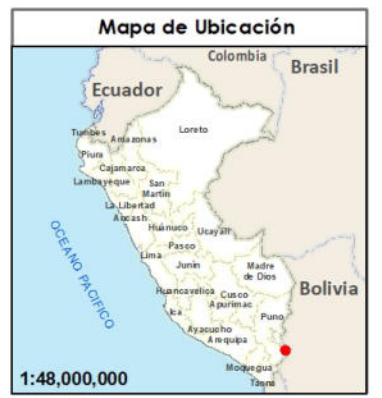 Mapa de Ubicación
Colombia
Brasil
Ecuador
Loreto
Tumbes
Amazonas
Piura
Cajamarca
Lambayeque
San
Martin
La Libertad
Ancash
Huánuco
Ucayali
Pasco
OCEANO PACIFICO
Lima
Junin
Madre
de Dios
Bolivia
Huancavelica
Cusco
Apurimac
Ica
Puno
Ayacucho
Arequipa
Moquegua
Tacna
1:48,000,000